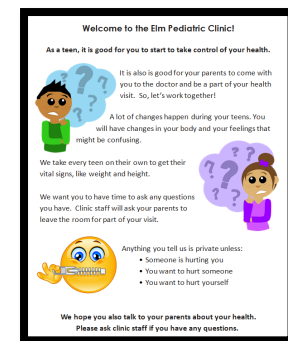 Welcome to the Elm Pediatric Clinic!
As a teen, it is good for you to start to take control of your health.
It is also is good for your parents to come with
you to the doctor and be a part of your health
visit. So, let's work together!
A lot of changes happen during your teens. You
will have changes in your body and your feelings that
might be confusing.
We take every teen on their own to get their
vital signs, like weight and height.
We want you to have time to ask any questions
you have. Clinic staff will ask your parents to
leave the room for part of your visit.
Anything you tell us is private unless:
• Someone is hurting you
• You want to hurt someone
• You want to hurt yourself
We hope you also talk to your parents about your health.
Please ask clinic staff if you have any questions.